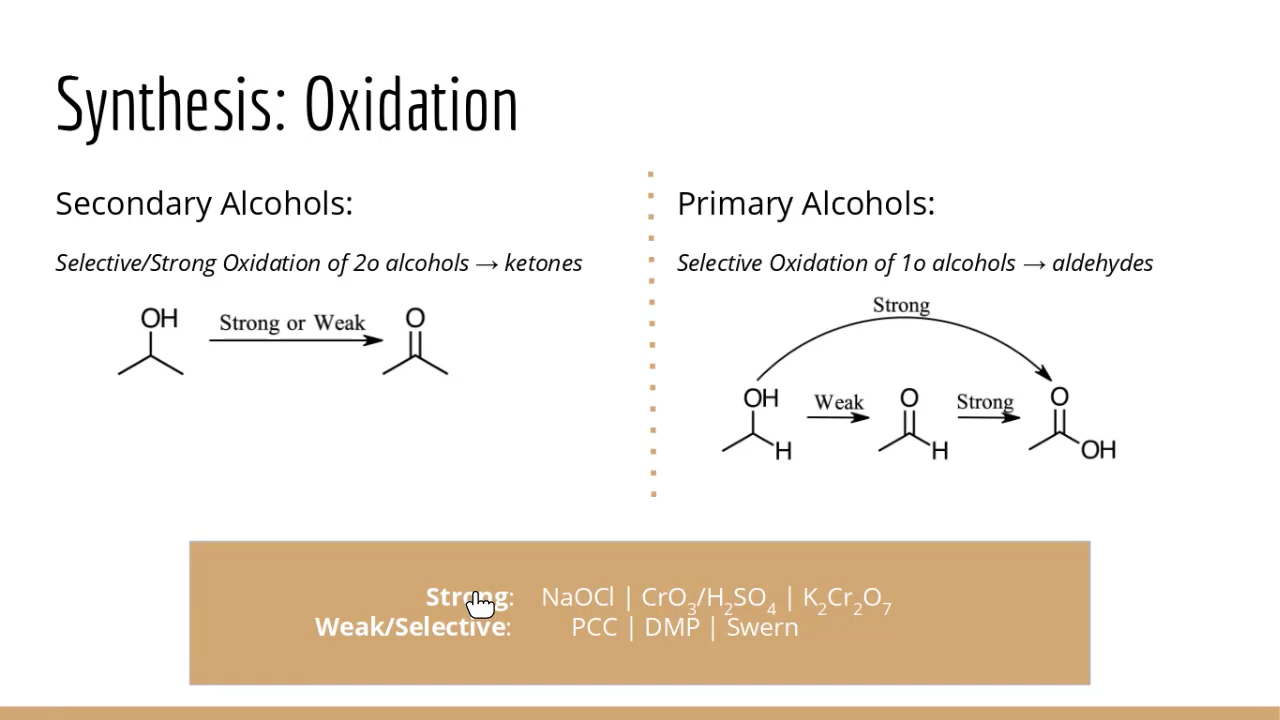 Synthesis: Oxidation
Secondary Alcohols:
Selective/Strong Oxidation of 2o alcohols → ketones
OH
Strong or Weak
O
Primary Alcohols:
Selective Oxidation of 1o alcohols → aldehydes
Strong
OH
H
Weak
O
H
Strong
O
OH
Strong: NaOCl | CrO3/H2SO4 | K2Cr2O7
Weak/Selective: PCC | DMP | Swern